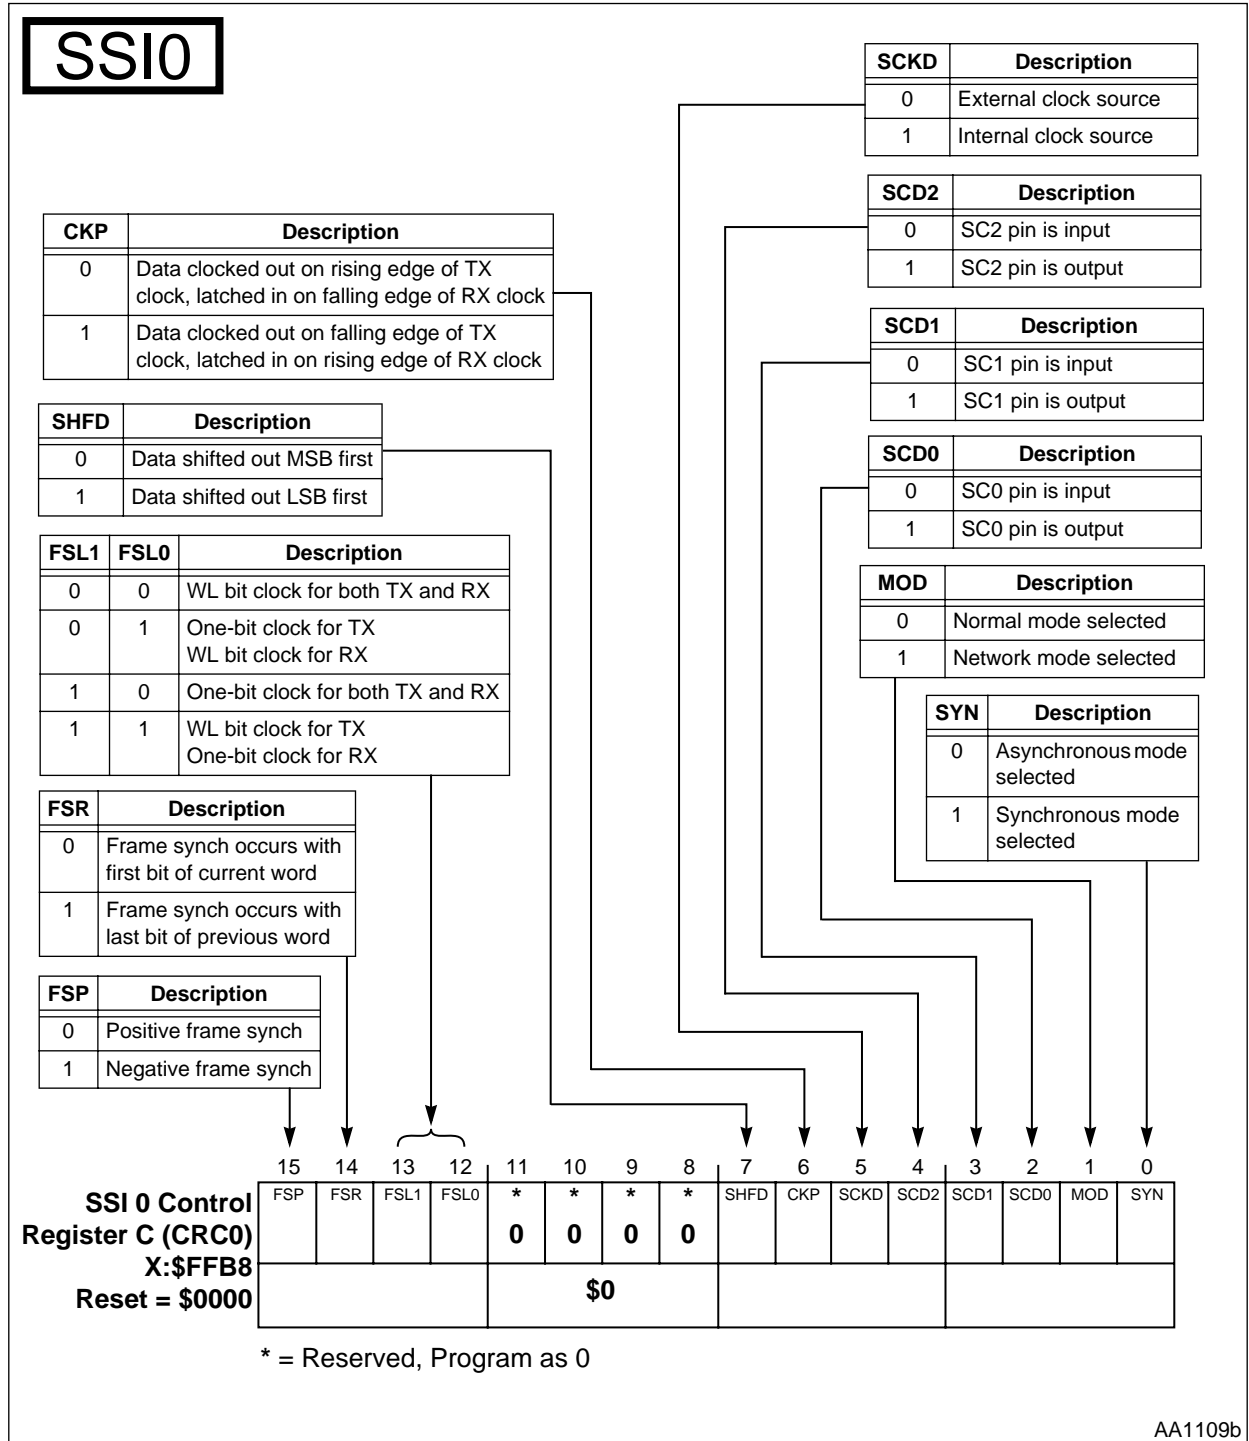 SSI0
SCKD Description
0 External clock source
1 Internal clock source
SCD2 Description
0 SC2 pin is input
1 SC2 pin is output
CKP Description
0 Data clocked out on rising edge of TX
clock, latched in on falling edge of RX clock
1 Data clocked out on falling edge of TX
clock, latched in on rising edge of RX clock
SCD1 Description
0 SC1 pin is input
1 SC1 pin is output
SHFD Description
0 Data shifted out MSB first
1 Data shifted out LSB first
SCD0 Description
0 SC0 pin is input
1 SC0 pin is output
FSL1 FSL0 Description
0 0 WL bit clock for both TX and RX
0 1 One-bit clock for TX
WL bit clock for RX
1 0 One-bit clock for both TX and RX
1 1 WL bit clock for TX
One-bit clock for RX
MOD Description
0 Normal mode selected
1 Network mode selected
SYN Description
0 Asynchronous mode
selected
1 Synchronous mode
selected
FSR Description
0 Frame synch occurs with
first bit of current word
1 Frame synch occurs with
last bit of previous word
FSP Description
0 Positive frame synch
1 Negative frame synch
15 14 13 12 11 10 9 8 7 6 5 4 3 2 1 0
FSP FSR FSL1 FSL0 * * * * SHFD CKP SCKD SCD2 SCD1 SCD0 MOD SYN
0 0 0 0
$0
SSI 0 Control
Register C (CRC0)
X:$FFB8
Reset = $0000
* = Reserved, Program as 0
AA1109b